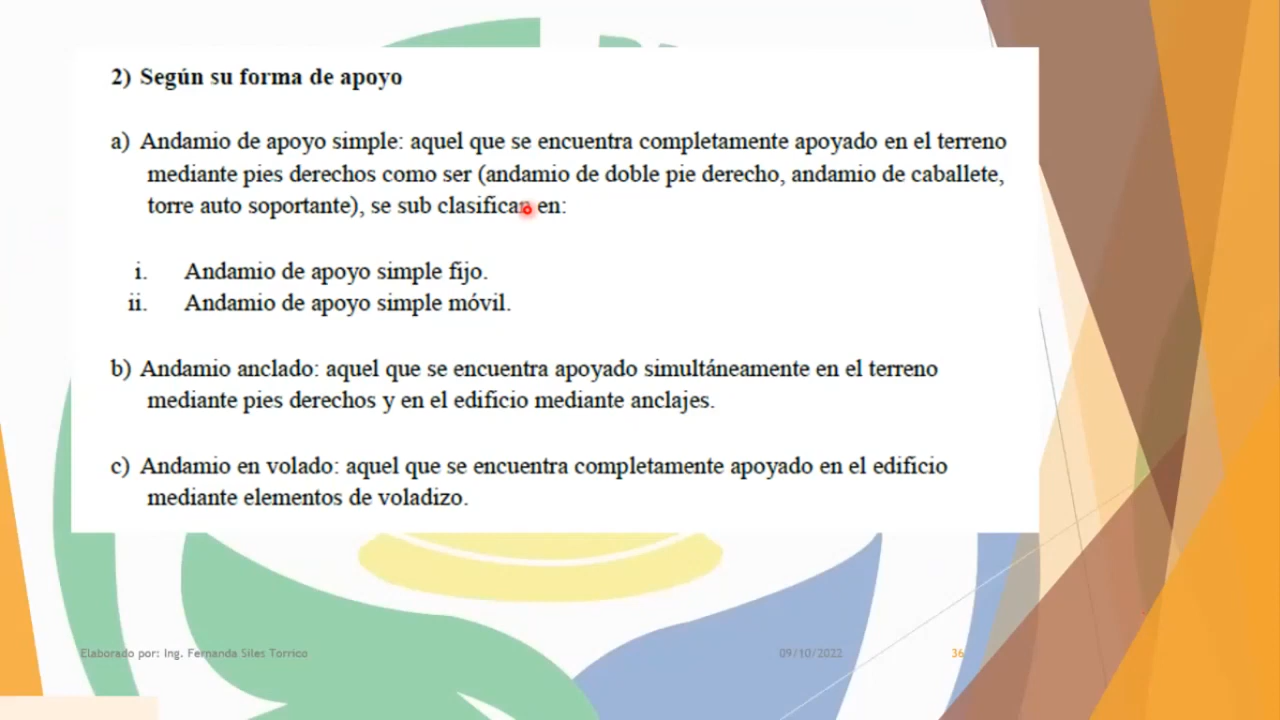 2) Según su forma de apoyo
a) Andamio de apoyo simple: aquel que se encuentra completamente apoyado en el terreno
mediante pies derechos como ser (andamio de doble pie derecho, andamio de caballete,
torre auto soportante), se sub clasifican en:
i. Andamio de apoyo simple fijo.
ii. Andamio de apoyo simple móvil.
b) Andamio anclado: aquel que se encuentra apoyado simultáneamente en el terreno
mediante pies derechos y en el edificio mediante anclajes.
c) Andamio en volado: aquel que se encuentra completamente apoyado en el edificio
mediante elementos de voladizo.
Elaborado por: Ing. Fernanda Siles Torrico
09/10/2022
36